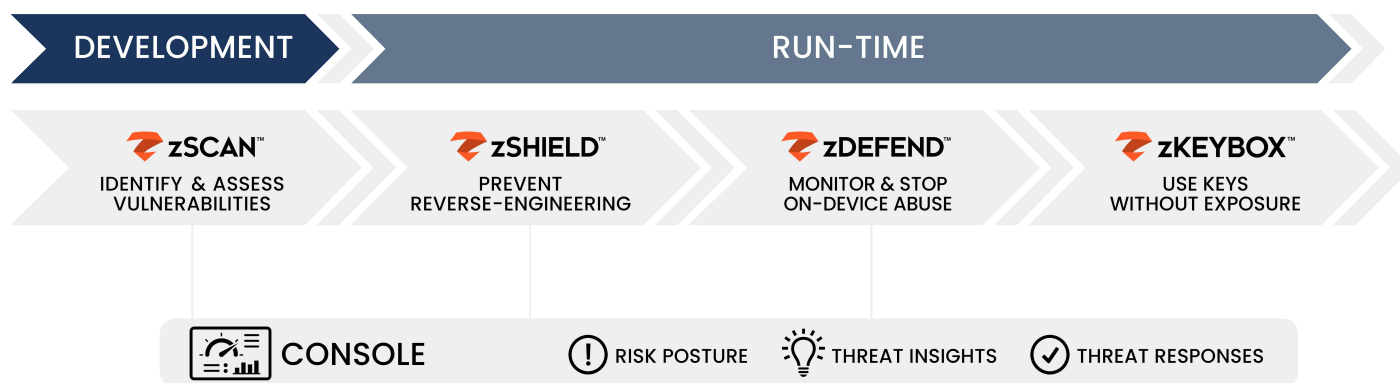 DEVELOPMENT
RUN-TIME
zSCAN™
IDENTIFY & ASSESS
VULNERABILITIES
zSHIELD™
PREVENT
REVERSE-ENGINEERING
zDEFEND™
MONITOR & STOP
ON-DEVICE ABUSE
zKEYBOX™
USE KEYS
WITHOUT EXPOSURE
CONSOLE
RISK POSTURE
THREAT INSIGHTS
THREAT RESPONSES